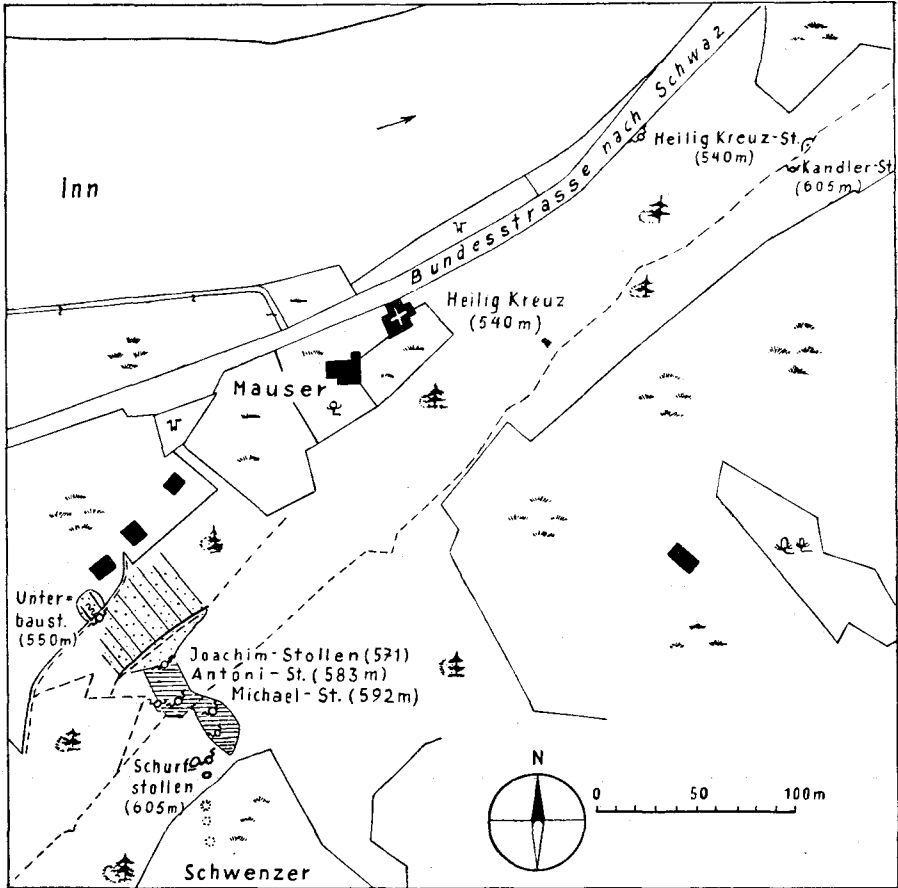 Bundesstrasse nach Schwaz
Heilig Kreuz-St.
(540m)
Kandler-St
(605m)
Inn
Heilig Kreuz
(540m)
Mauser
Unter=
baust.
(550m)
Joachim-Stollen (571)
Antoni-St. (583 m)
Michael-St. (592m)
Schurf-
stollen
(605m)
Schwenzer
N
0 50 100m